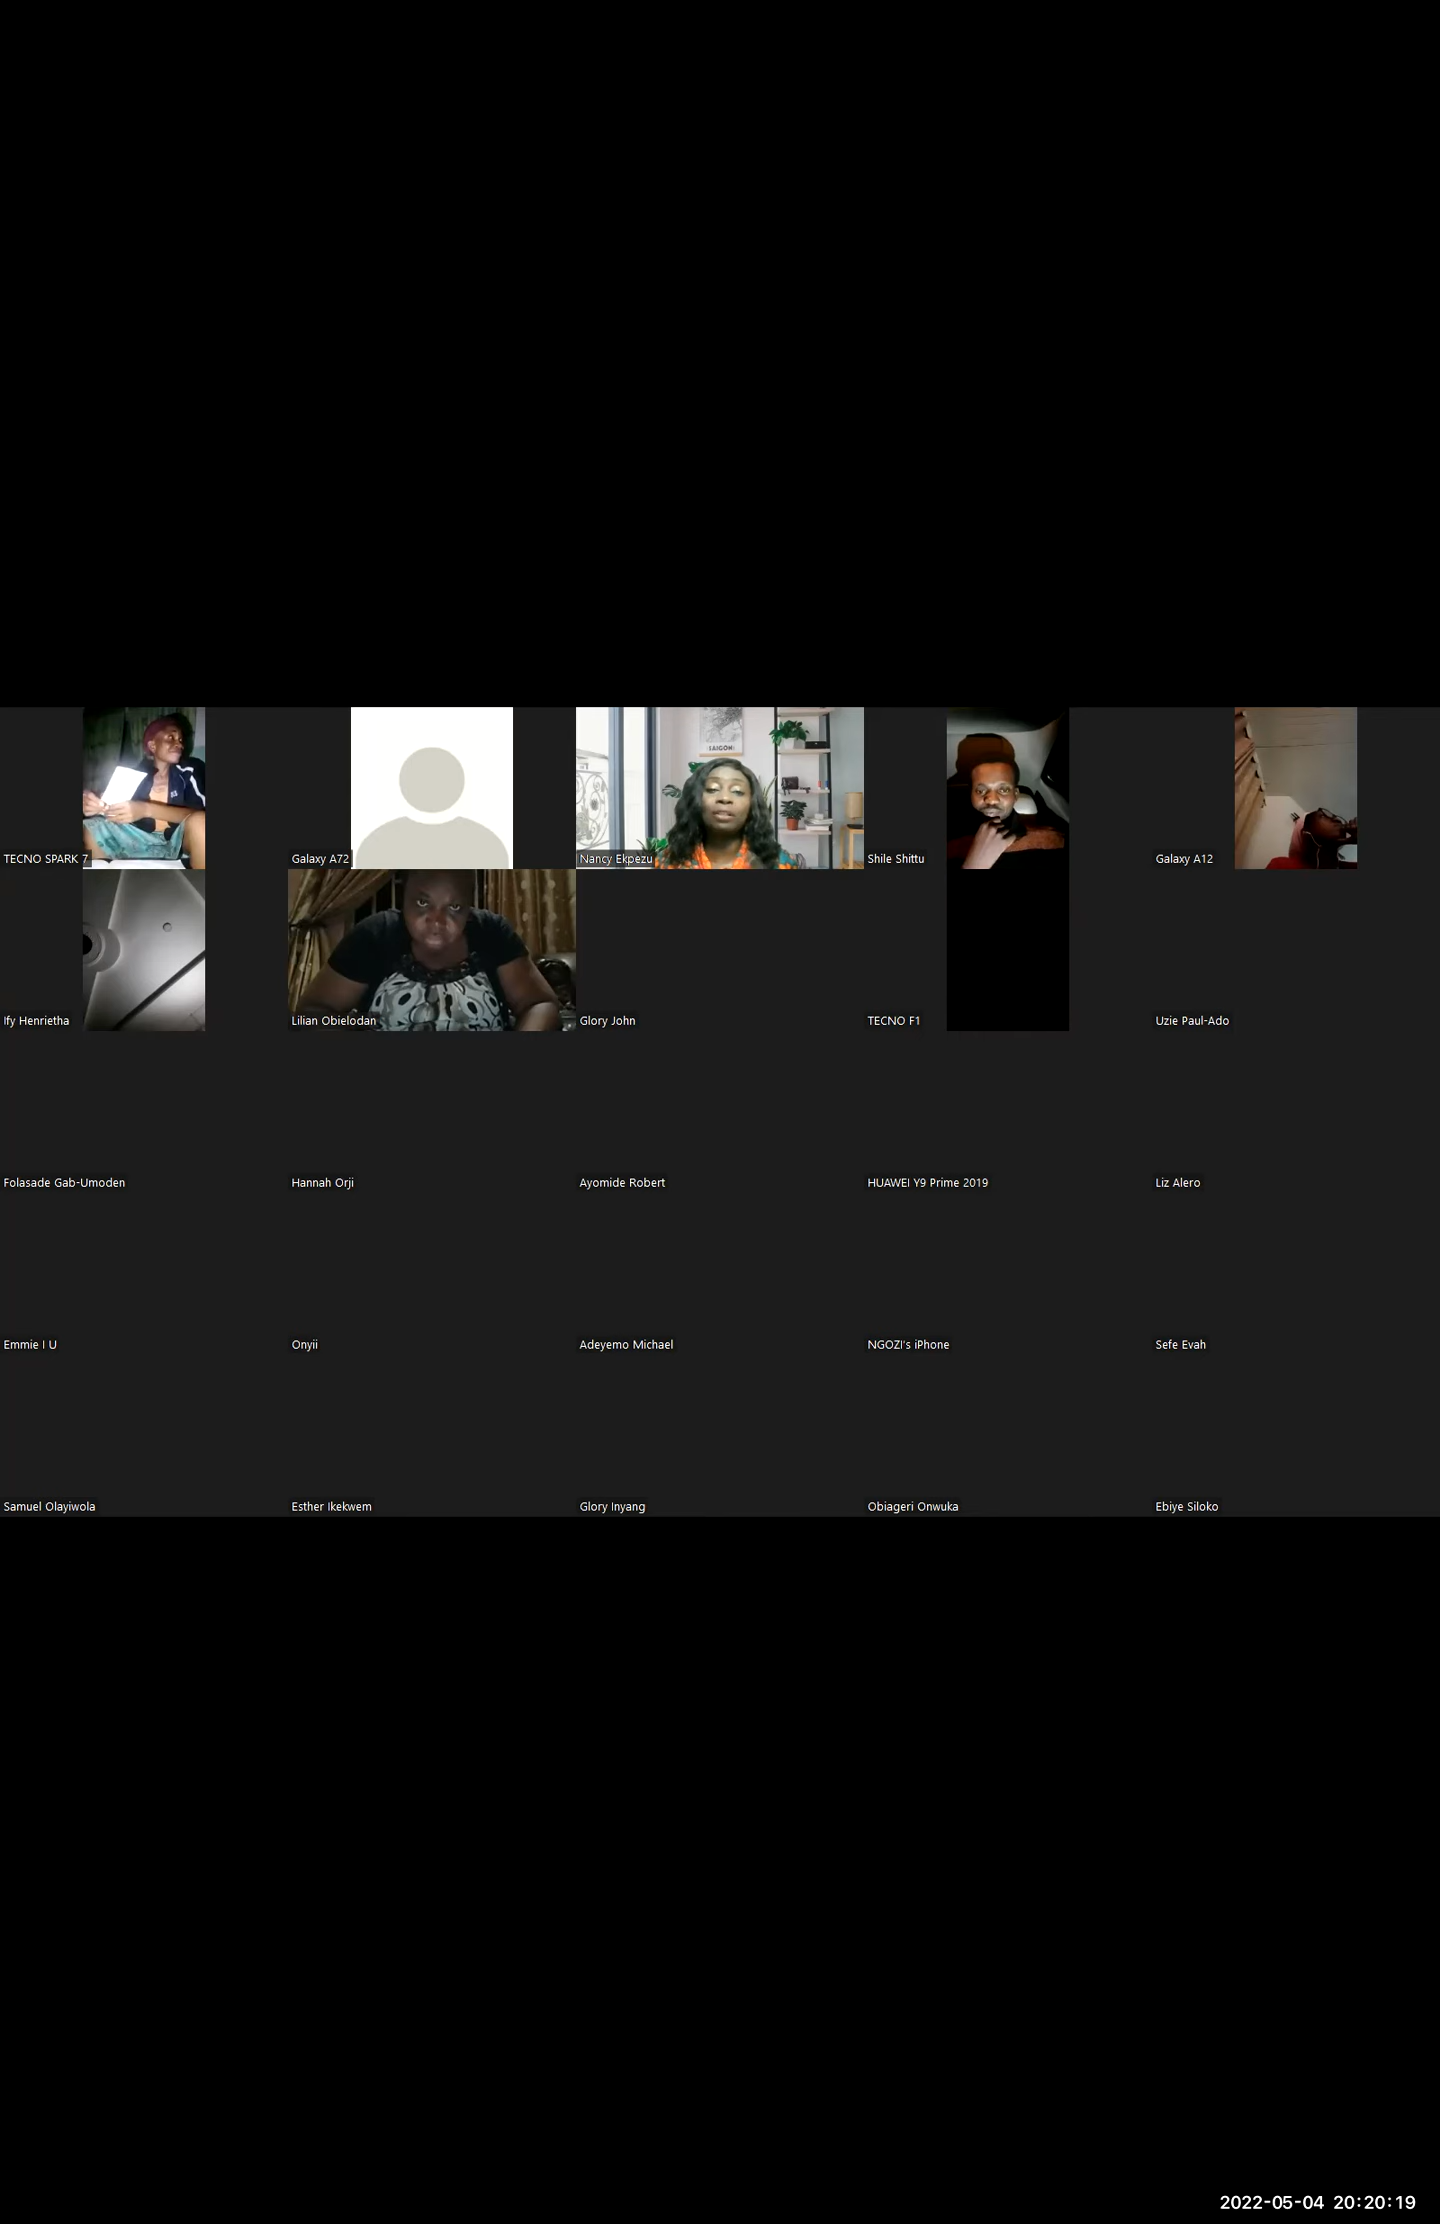 SAIGON
TECNO SPARK 7
Galaxy A72
Nancy Ekpezu
Shile Shittu
Galaxy A12
Ify Henrietha
Lilian Obielodan
Glory John
TECNO F1
Uzie Paul-Ado
Folasade Gab-Umoden
Hannah Orji
Ayomide Robert
HUAWEI Y9 Prime 2019
Liz Alero
Emmie I U
Onyii
Adeyemo Michael
NGOZI's iPhone
Sefe Evah
Samuel Olayiwola
Esther Ikekwem
Glory Inyang
Obiageri Onwuka
Ebiye Siloko
2022-05-04 20:20:19